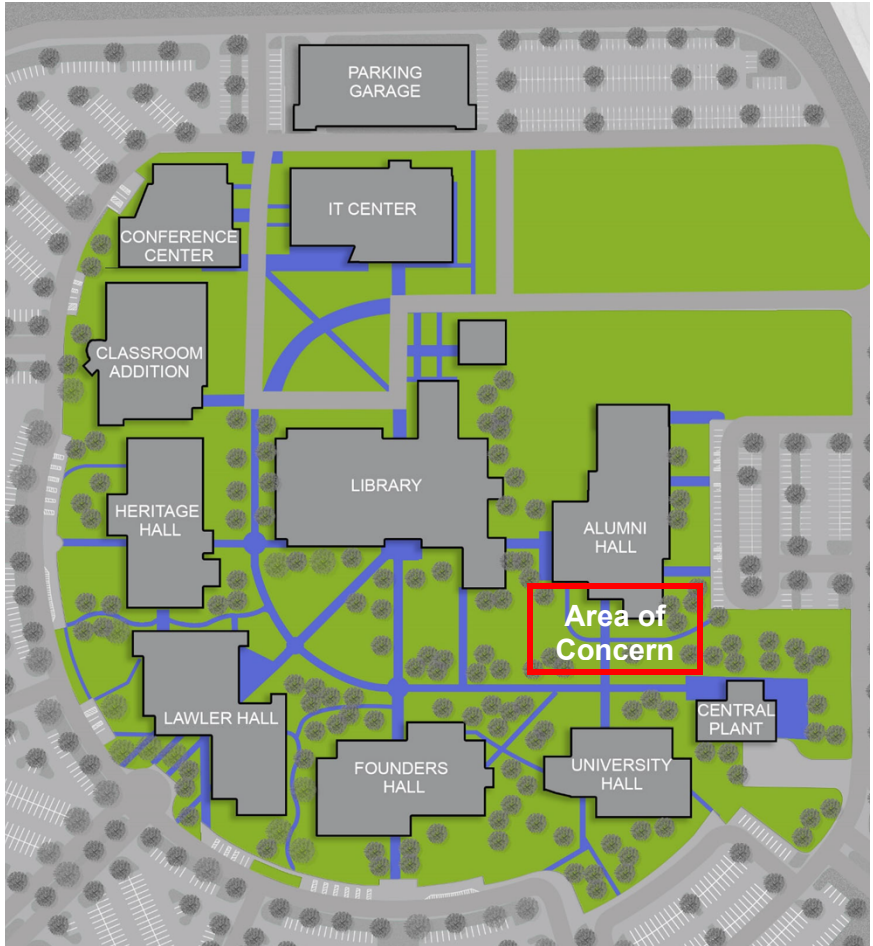 PARKING
GARAGE
IT CENTER
CONFERENCE
CENTER
CLASSROOM
ADDITION
LIBRARY
HERITAGE
HALL
ALUMNI
HALL
Area of
Concern
LAWLER HALL
CENTRAL
PLANT
FOUNDERS
HALL
UNIVERSITY
HALL